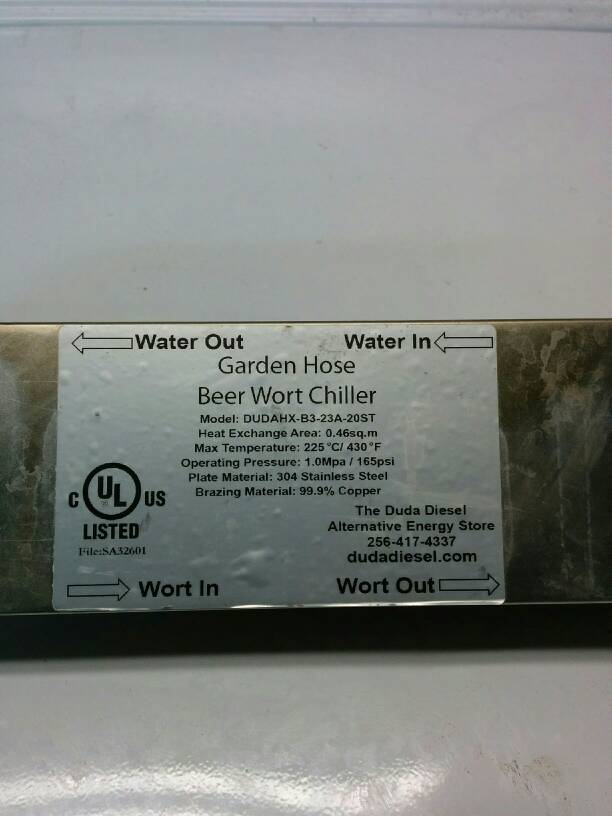 Water Out Water In
Garden Hose
Beer Wort Chiller
Model: DUDAHX-B3-23A-20ST
Heat Exchange Area: 0.46sq.m
Max Temperature: 225°C/ 430°F
Operating Pressure: 1.0Mpa / 165psi
Plate Material: 304 Stainless Steel
Brazing Material: 99.9% Copper
C UL US
LISTED
File:SA32601
The Duda Diesel
Alternative Energy Store
256-417-4337
dudadiesel.com
Wort In Wort Out